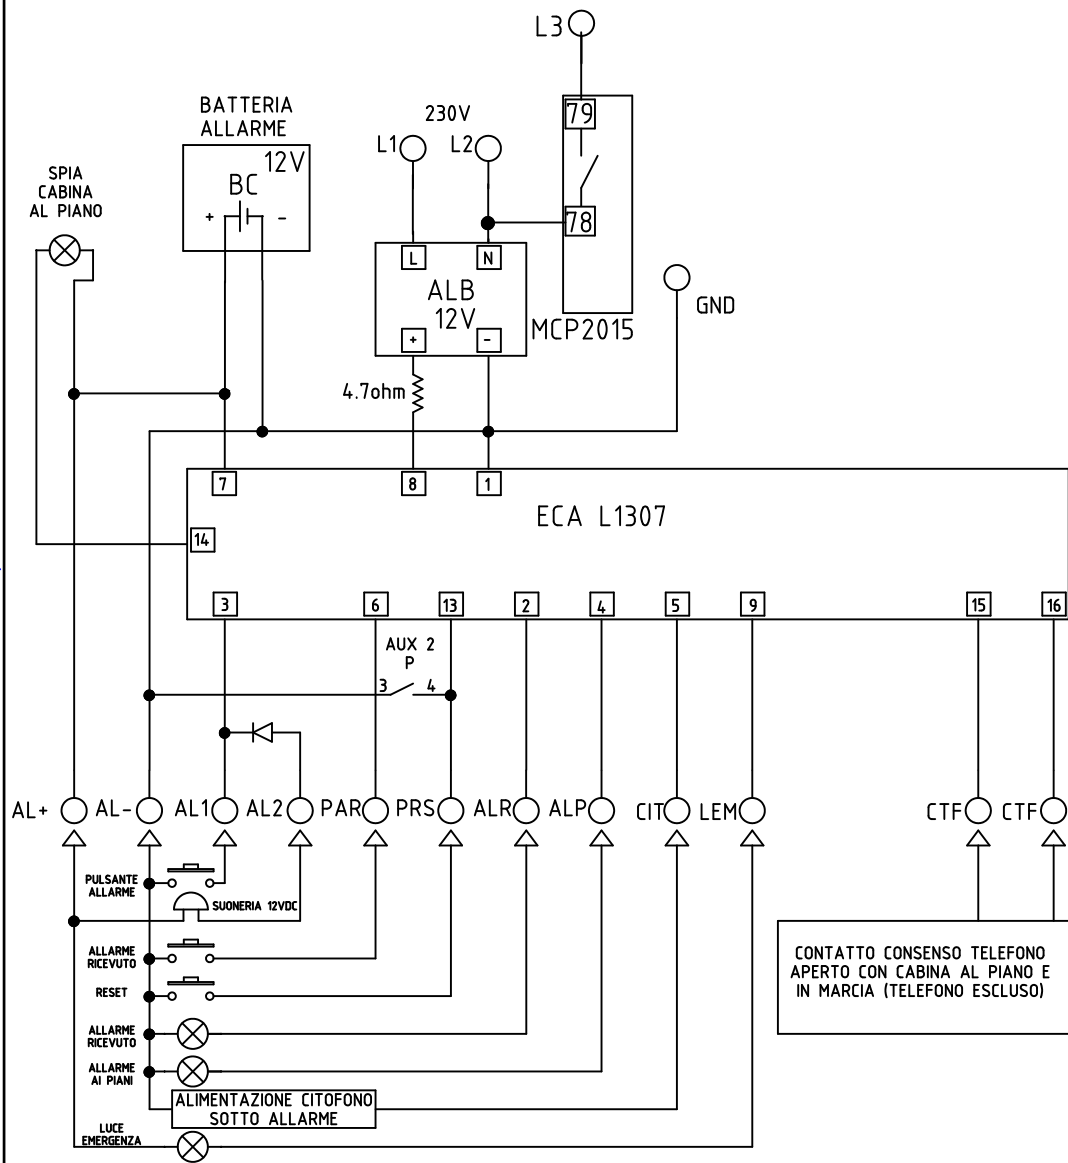 L3
79
BATTERIA
ALLARME
230V
L1
L2
12V
BC
+
-
SPIA
CABINA
AL PIANO
78
L
N
ALB
12V
+
-
MCP2015
GND
4.7ohm
7
8
1
ECA L1307
14
3
6
13
2
4
5
9
15
16
AUX 2
P
3
4
AL+
AL-
AL1
AL2
PAR
PRS
ALR
ALP
CIT
LEM
CTF
CTF
PULSANTE
ALLARME
SUONERIA 12VDC
ALLARME
RICEVUTO
RESET
ALLARME
RICEVUTO
ALLARME
AI PIANI
ALIMENTAZIONE CITOFONO
SOTTO ALLARME
LUCE
EMERGENZA
CONTATTO CONSENSO TELEFONO
APERTO CON CABINA AL PIANO E
IN MARCIA (TELEFONO ESCLUSO)